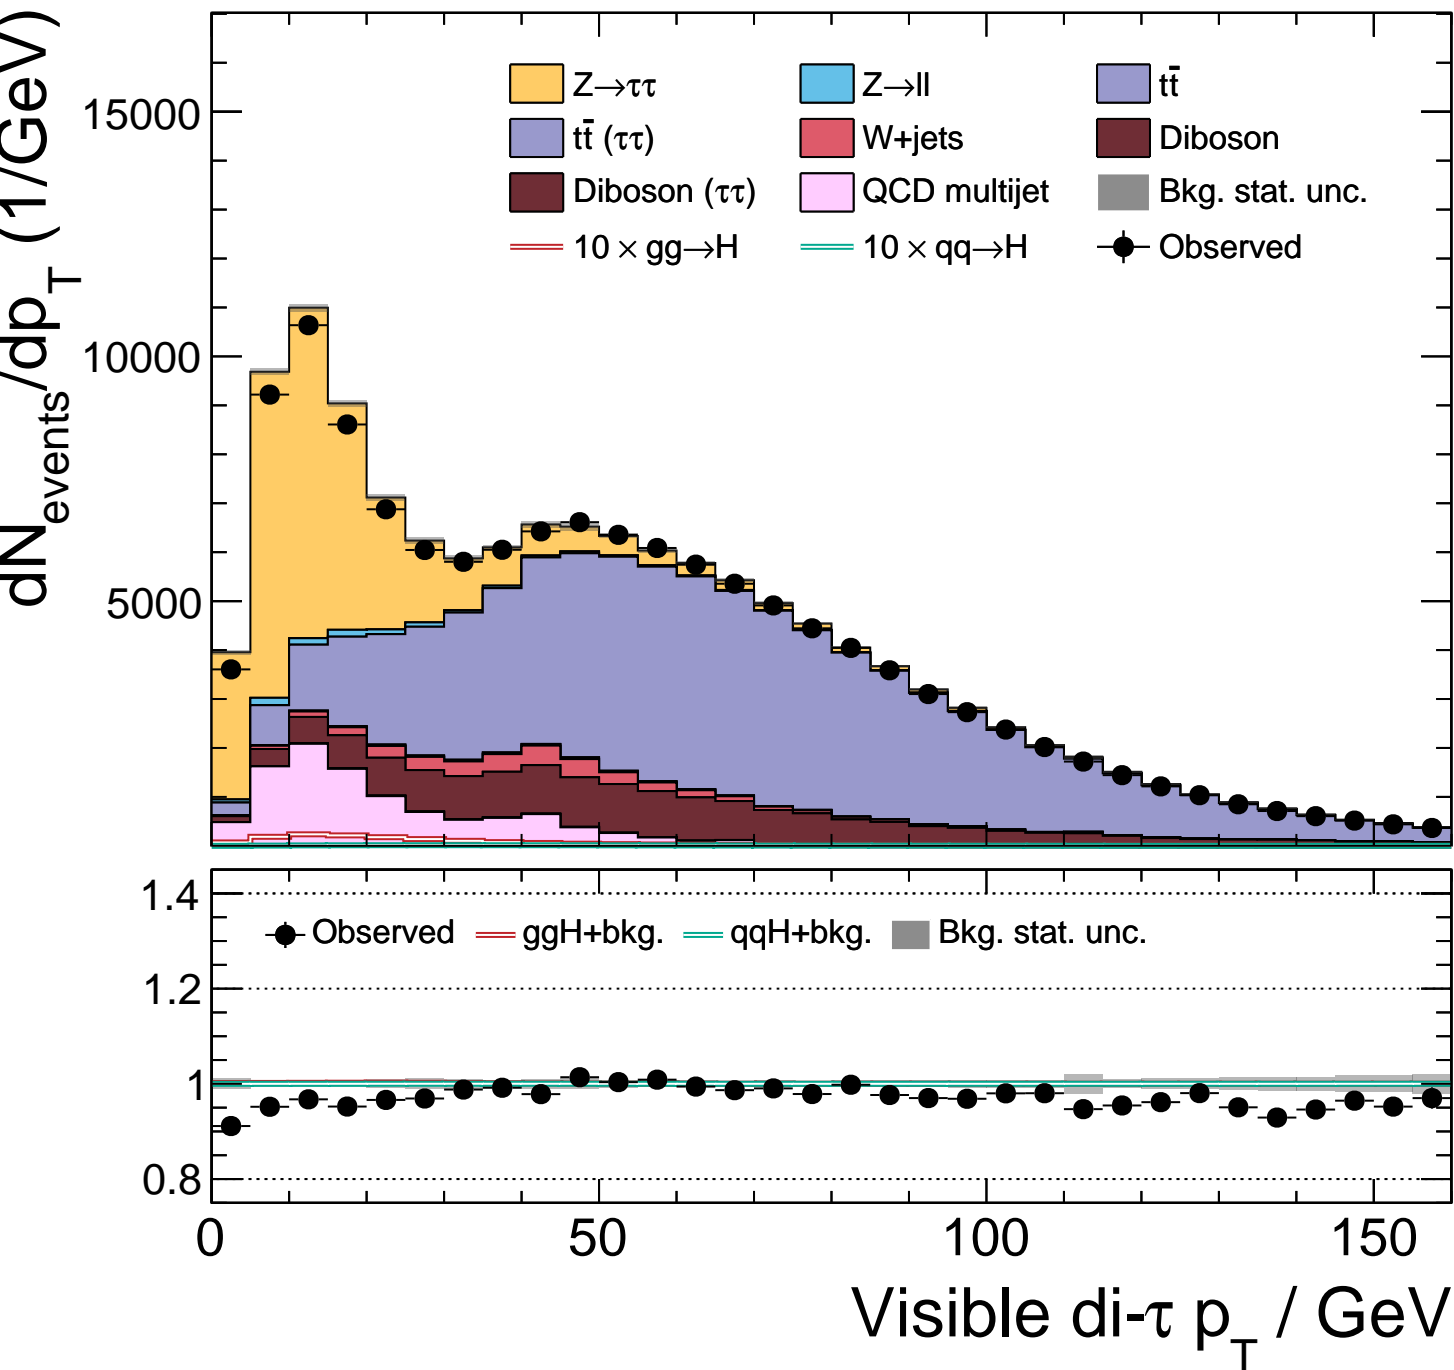 dN_events/dp_T (1/GeV)
Z→ττ Z→ll tt̄
tt̄ (ττ) W+jets Diboson
Diboson (ττ) QCD multijet Bkg. stat. unc.
10 × gg→H 10 × qq→H Observed
15000
10000
5000
1.4
Observed ggH+bkg. qqH+bkg. Bkg. stat. unc.
1.2
1
0.8
0 50 100 150
Visible di-τ p_T / GeV